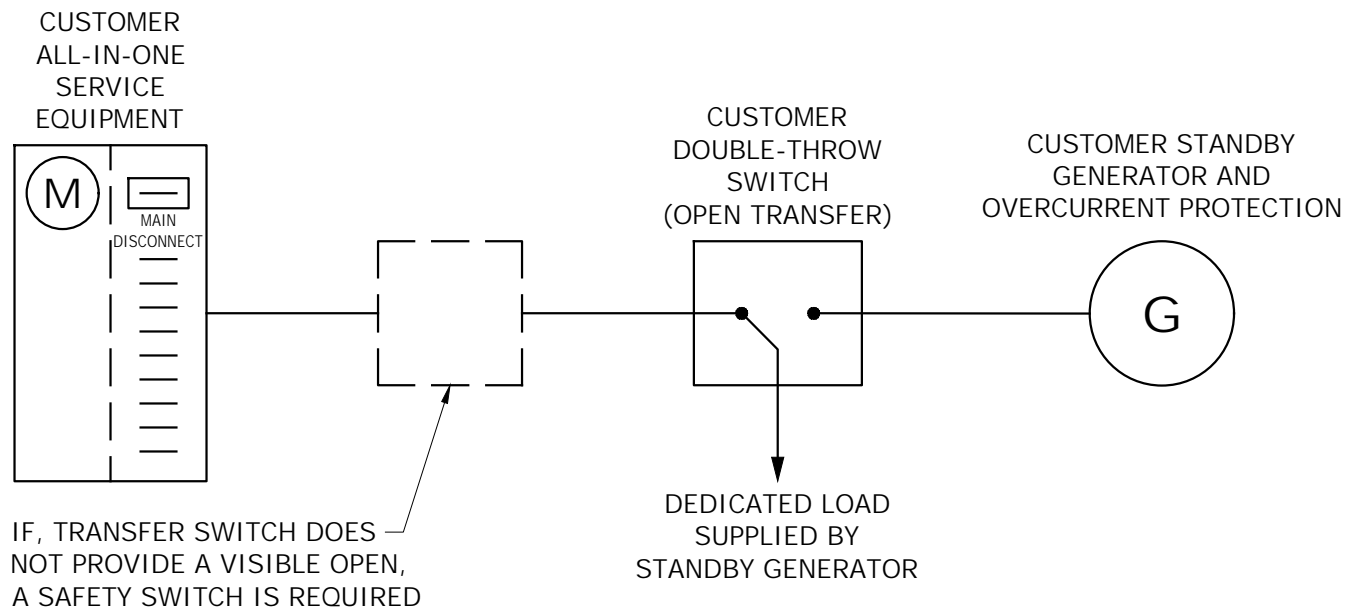 CUSTOMER
ALL-IN-ONE
SERVICE
EQUIPMENT
M
MAIN
DISCONNECT
CUSTOMER
DOUBLE-THROW
SWITCH
(OPEN TRANSFER)
CUSTOMER STANDBY
GENERATOR AND
OVERCURRENT PROTECTION
G
DEDICATED LOAD
SUPPLIED BY
STANDBY GENERATOR
IF, TRANSFER SWITCH DOES
NOT PROVIDE A VISIBLE OPEN,
A SAFETY SWITCH IS REQUIRED